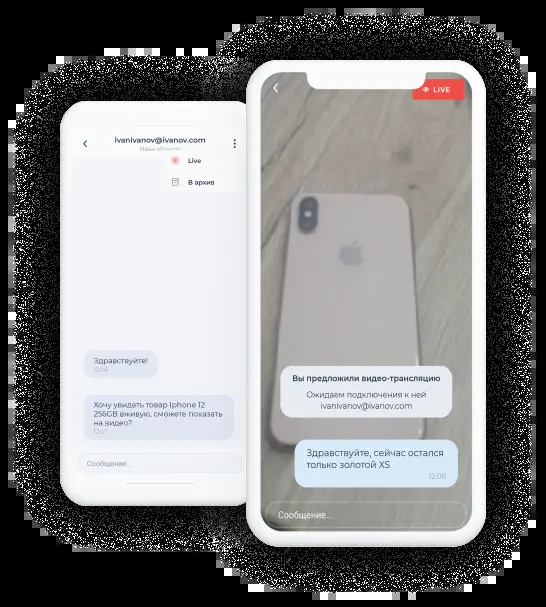 ivanivanov@ivanov.com
Иван Иванов
Live
В архив
Здравствуйте!
Хочу увидеть товар Iphone 12
256GB вживую, сможете показать
на видео?
12:07
Сообщение...
LIVE
Вы предложили видео-трансляцию
Ожидаем подключения к ней
ivanivanov@ivanov.com
Здравствуйте, сейчас остался
только золотой XS
12:08
Сообщение...